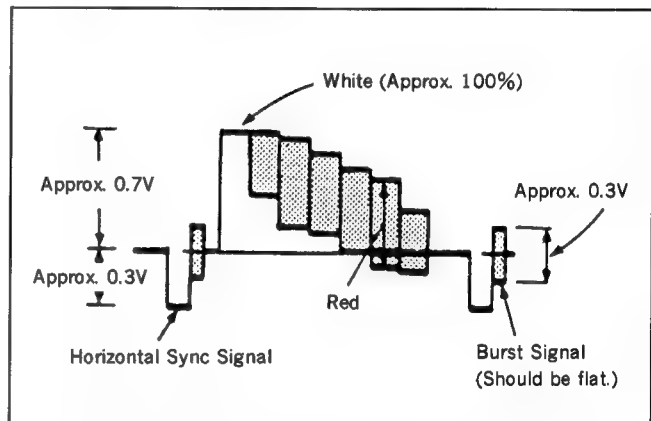 White (Approx. 100%)
Approx. 0.7V
Approx. 0.3V
Approx. 0.3V
Red
Horizontal Sync Signal
Burst Signal
(Should be flat.)